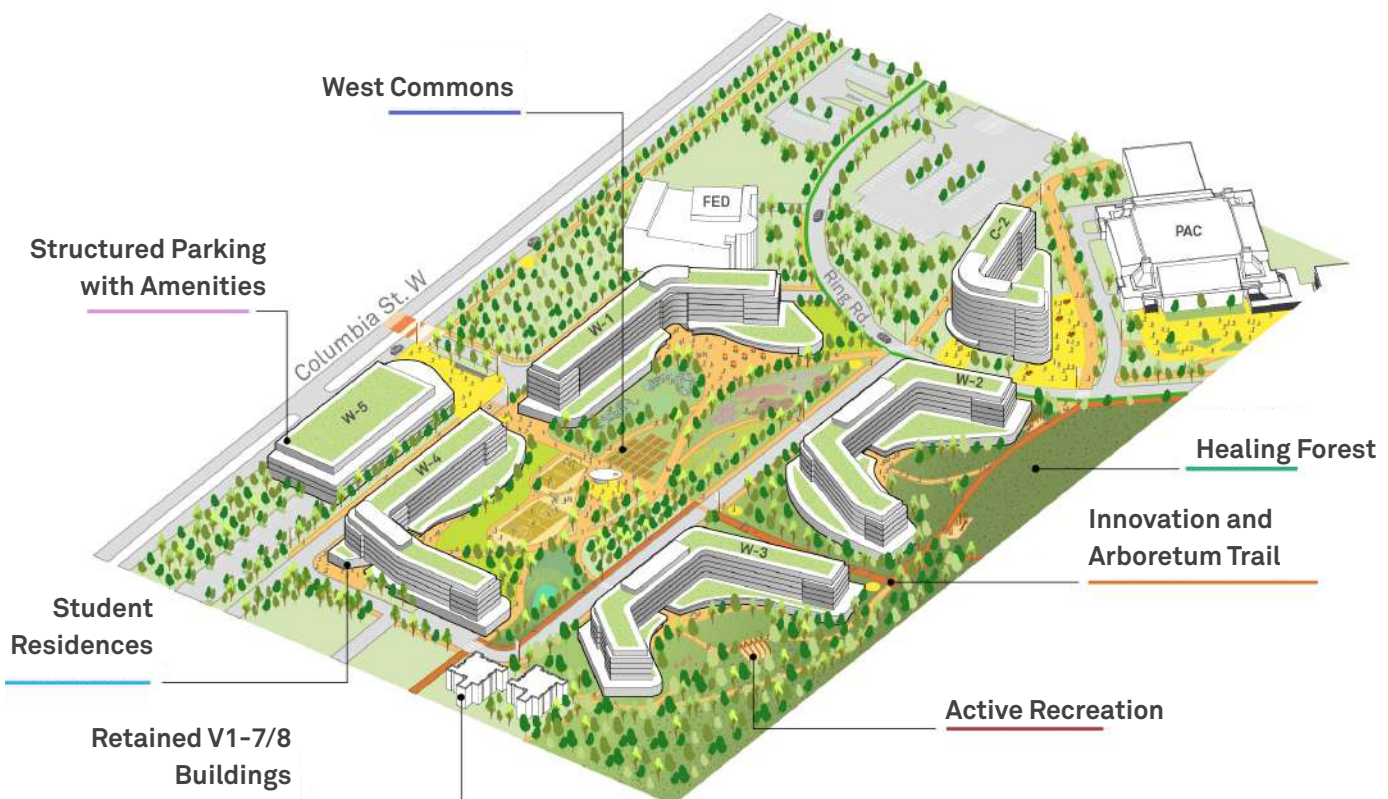 West Commons
FED
PAC
C-2
Structured Parking
with Amenities
Columbia St. W
W-1
Ring Rd.
W-2
W-5
W-4
Healing Forest
Innovation and
Arboretum Trail
W-3
Student
Residences
Active Recreation
Retained V1-7/8
Buildings